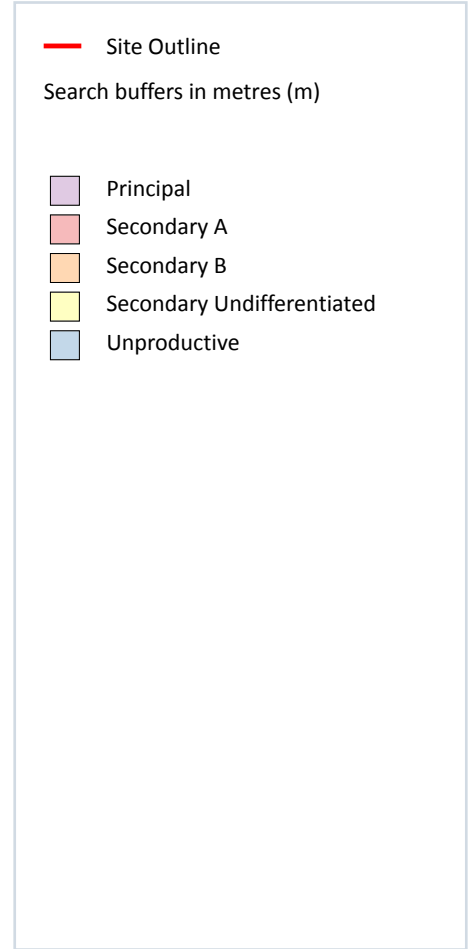 Site Outline
Search buffers in metres (m)
Principal
Secondary A
Secondary B
Secondary Undifferentiated
Unproductive